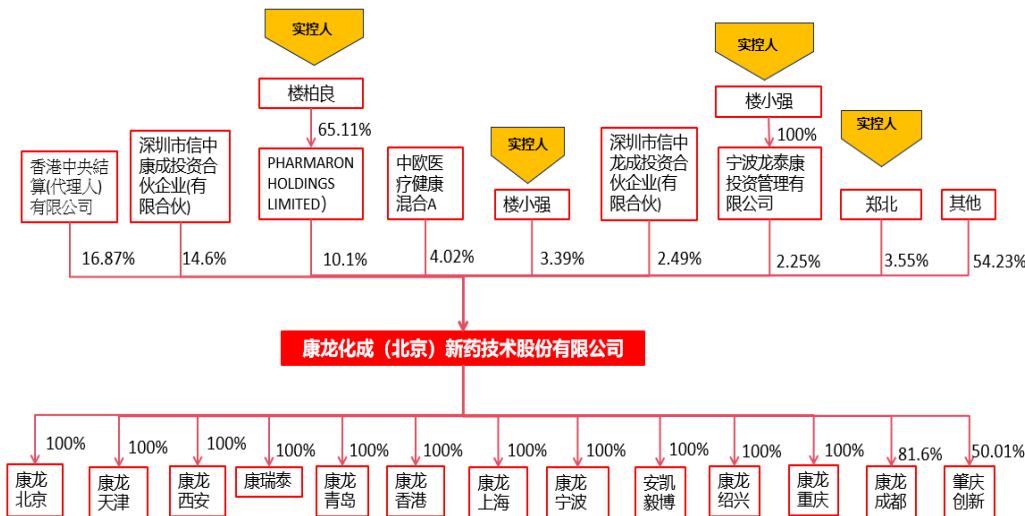 实控人
实控人
楼柏良
楼小强
65.11%
实控人
100%
实控人
香港中央结
算(代理人)
有限公司
深圳市信中
康成投资合
伙企业(有
限合伙)
PHARMARON
HOLDINGS
LIMITED）
中欧医
疗健康
混合A
楼小强
深圳市信中
龙成投资合
伙企业(有
限合伙)
宁波龙泰康
投资管理有
限公司
郑北
其他
16.87%
14.6%
10.1%
4.02%
3.39%
2.49%
2.25%
3.55%
54.23%
康龙化成（北京）新药技术股份有限公司
100%
100%
100%
100%
100%
100%
100%
100%
100%
100%
100%
81.6%
50.01%
康龙
北京
康龙
天津
康龙
西安
康瑞泰
康龙
青岛
康龙
香港
康龙
上海
康龙
宁波
安凯
毅博
康龙
绍兴
康龙
重庆
康龙
成都
肇庆
创新